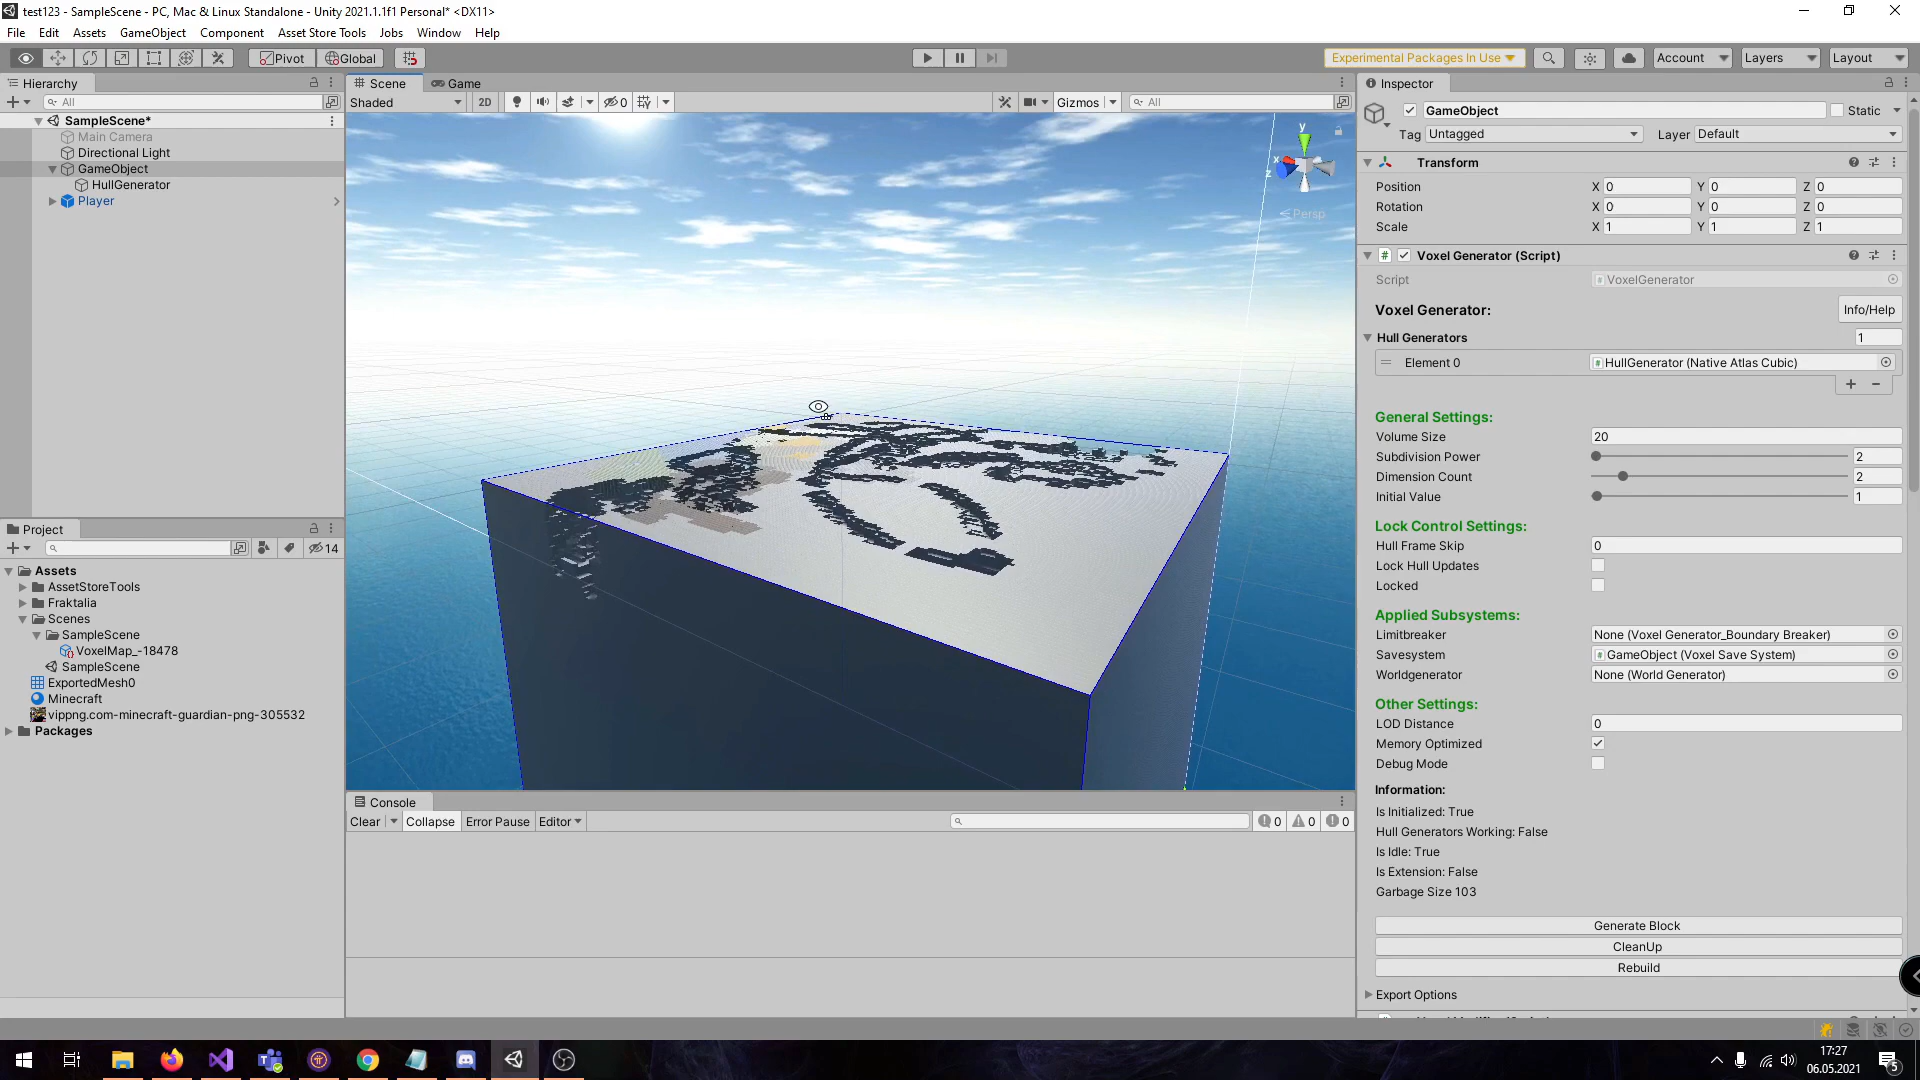 test123 - SampleScene - PC, Mac & Linux Standalone - Unity 2021.1.1f1 Personal* <DX11>
File Edit Assets GameObject Component Asset Store Tools Jobs Window Help
Pivot Global Experimental Packages In Use Account Layers Layout
Hierarchy
All
SampleScene*
Main Camera
Directional Light
GameObject
HullGenerator
Player
Project
14
Assets
AssetStoreTools
Fraktalia
Scenes
SampleScene
VoxelMap_-18478
SampleScene
ExportedMesh0
Minecraft
vippng.com-minecraft-guardian-png-305532
Packages
Scene Game
Shaded 2D 0 Gizmos All
y
x
z
Persp
Console
Clear Collapse Error Pause Editor 0 0 0
Inspector
GameObject Static
Tag Untagged Layer Default
Transform
Position X 0 Y 0 Z 0
Rotation X 0 Y 0 Z 0
Scale X 1 Y 1 Z 1
# Voxel Generator (Script)
Script VoxelGenerator
Voxel Generator: Info/Help
Hull Generators 1
Element 0 HullGenerator (Native Atlas Cubic)
General Settings:
Volume Size 20
Subdivision Power 2
Dimension Count 2
Initial Value 1
Lock Control Settings:
Hull Frame Skip 0
Lock Hull Updates
Locked
Applied Subsystems:
Limitbreaker None (Voxel Generator_Boundary Breaker)
Savesystem GameObject (Voxel Save System)
Worldgenerator None (World Generator)
Other Settings:
LOD Distance 0
Memory Optimized
Debug Mode
Information:
Is Initialized: True
Hull Generators Working: False
Is Idle: True
Is Extension: False
Garbage Size 103
Generate Block
CleanUp
Rebuild
Export Options
17:27
06.05.2021
5